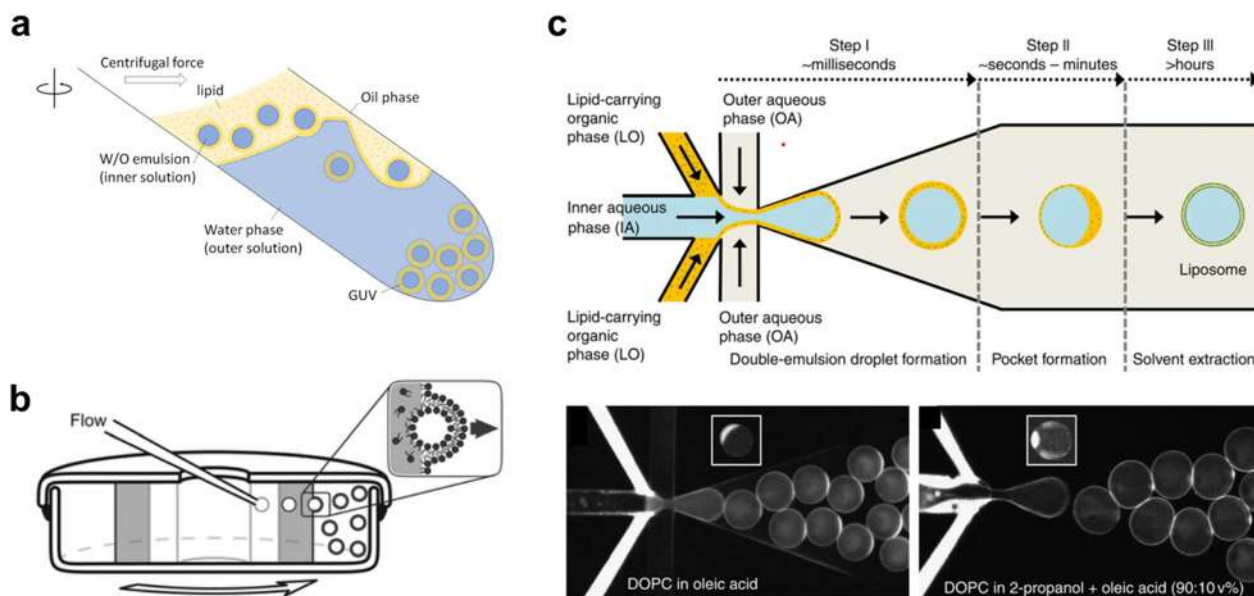 a
Centrifugal force
lipid
Oil phase
W/O emulsion
(inner solution)
Water phase
(outer solution)
GUV
b
Flow
c
Step I
~milliseconds
Step II
~seconds – minutes
Step III
>hours
Lipid-carrying
organic
phase (LO)
Outer aqueous
phase (OA)
Inner aqueous
phase (IA)
Liposome
Lipid-carrying
organic
phase (LO)
Outer aqueous
phase (OA)
Double-emulsion droplet formation
Pocket formation
Solvent extraction
DOPC in oleic acid
DOPC in 2-propanol + oleic acid (90:10 v%)